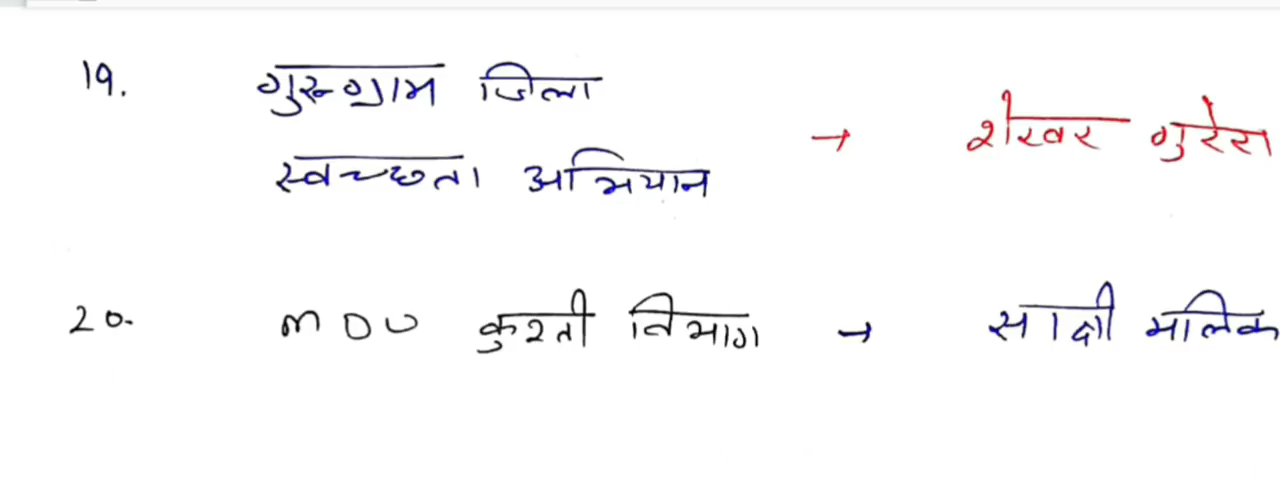 19. गुरुग्राम जिला
स्वच्छता अभियान → शेखर गुरेरा
20. MDU कुश्ती विभाग → साक्षी मलिक